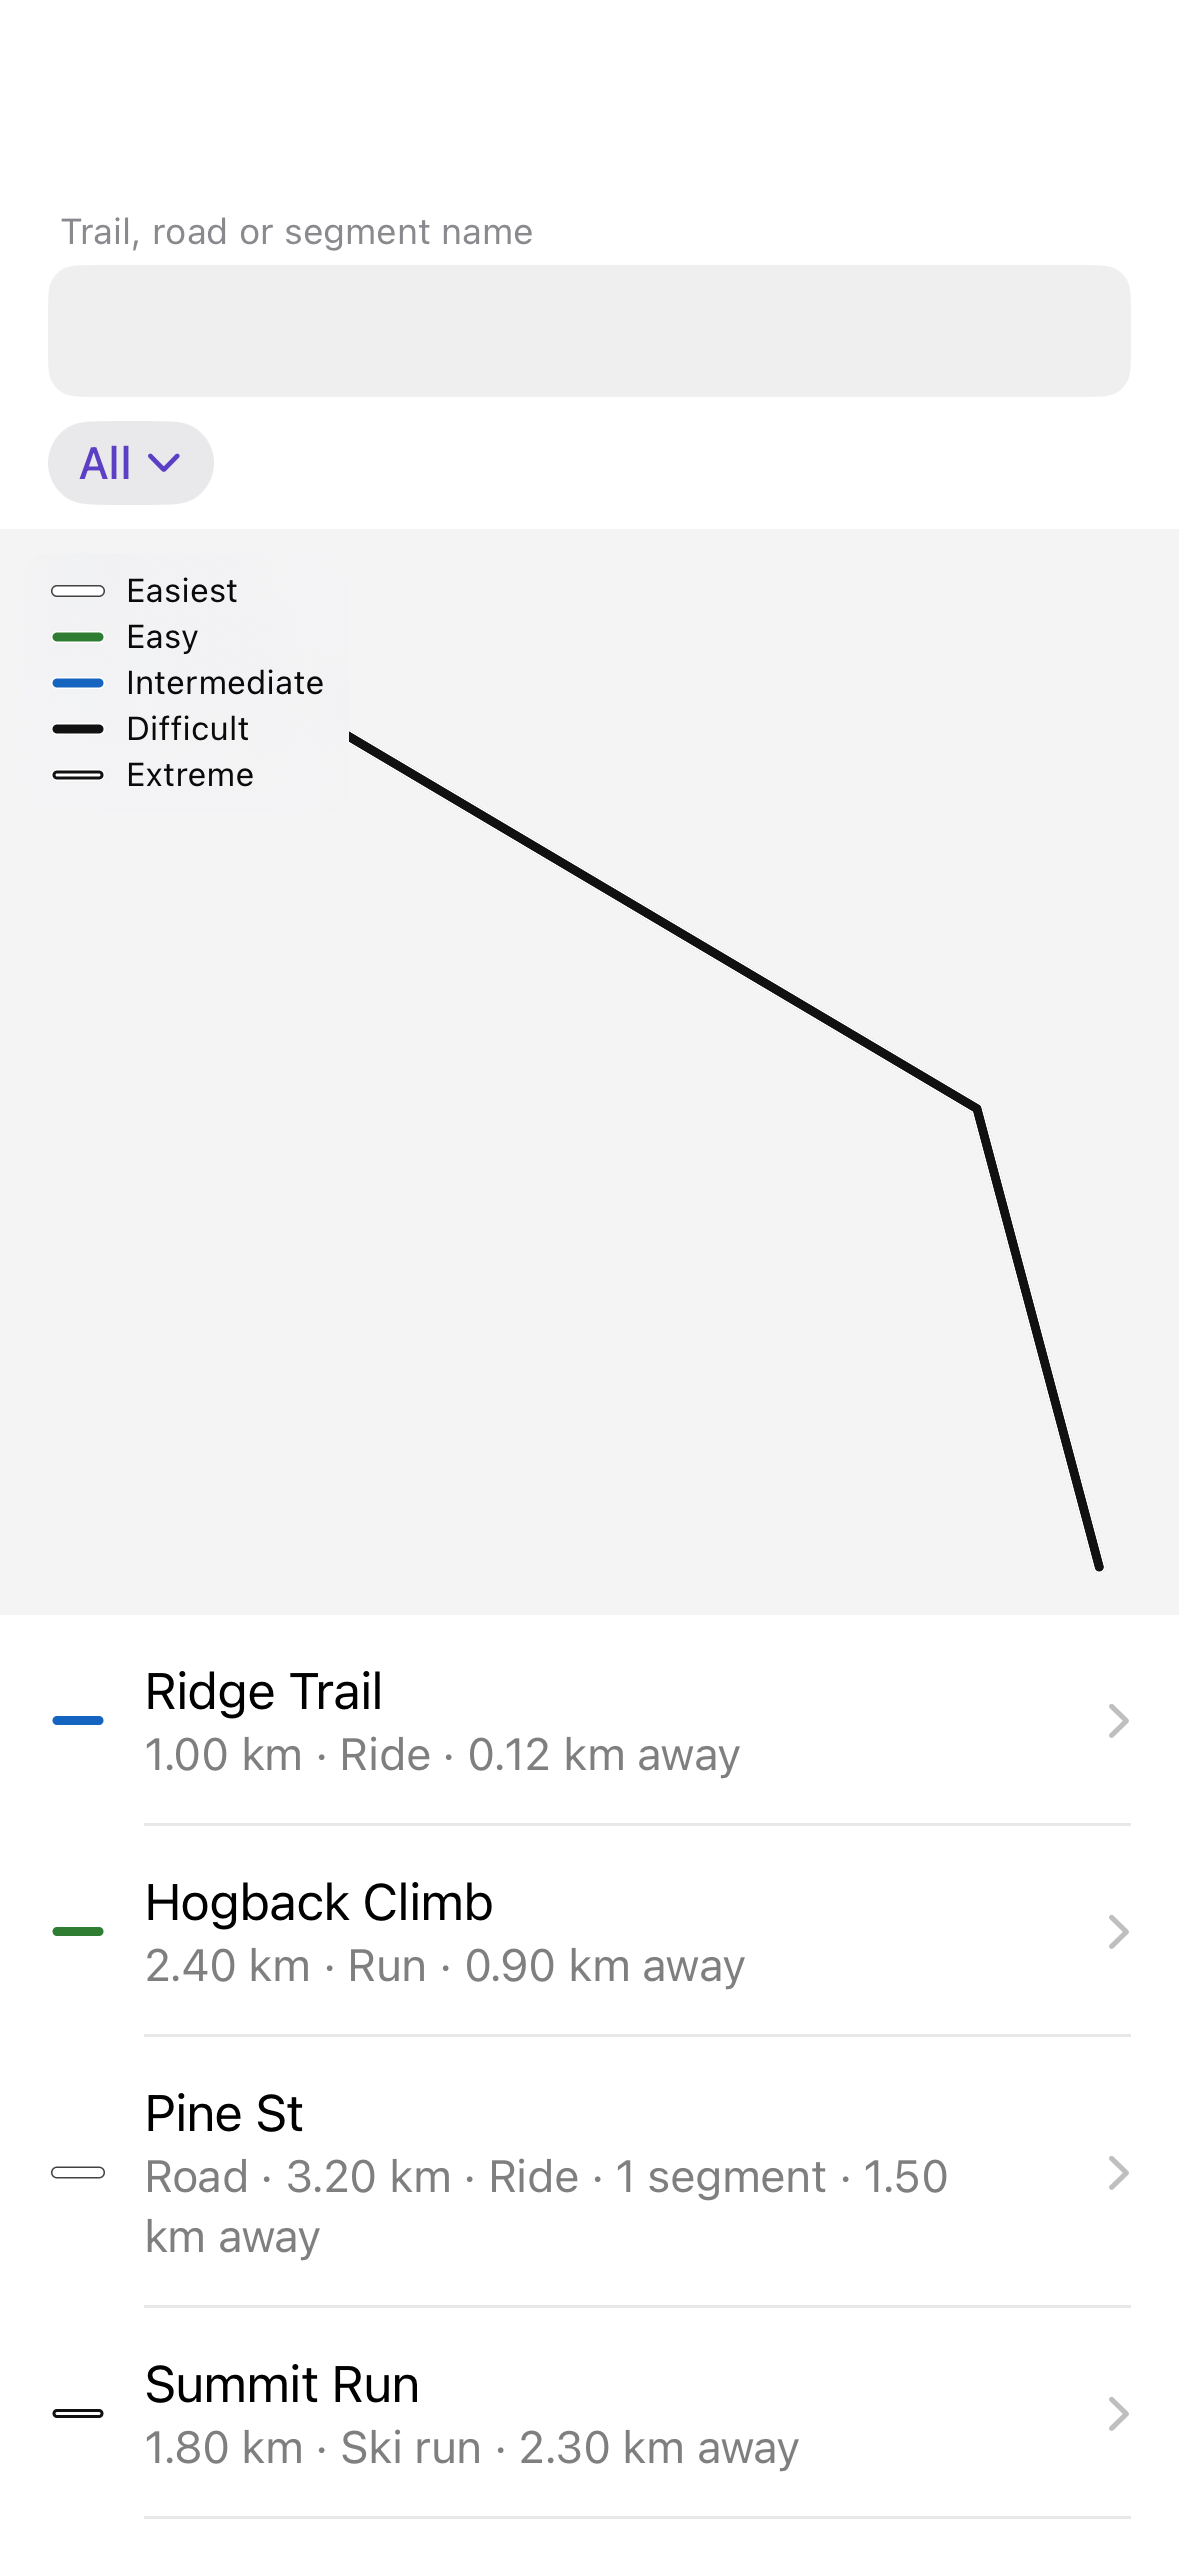 Trail, road or segment name
All
Easiest
Easy
Intermediate
Difficult
Extreme
Ridge Trail
1.00 km · Ride · 0.12 km away
Hogback Climb
2.40 km · Run · 0.90 km away
Pine St
Road · 3.20 km · Ride · 1 segment · 1.50
km away
Summit Run
1.80 km · Ski run · 2.30 km away